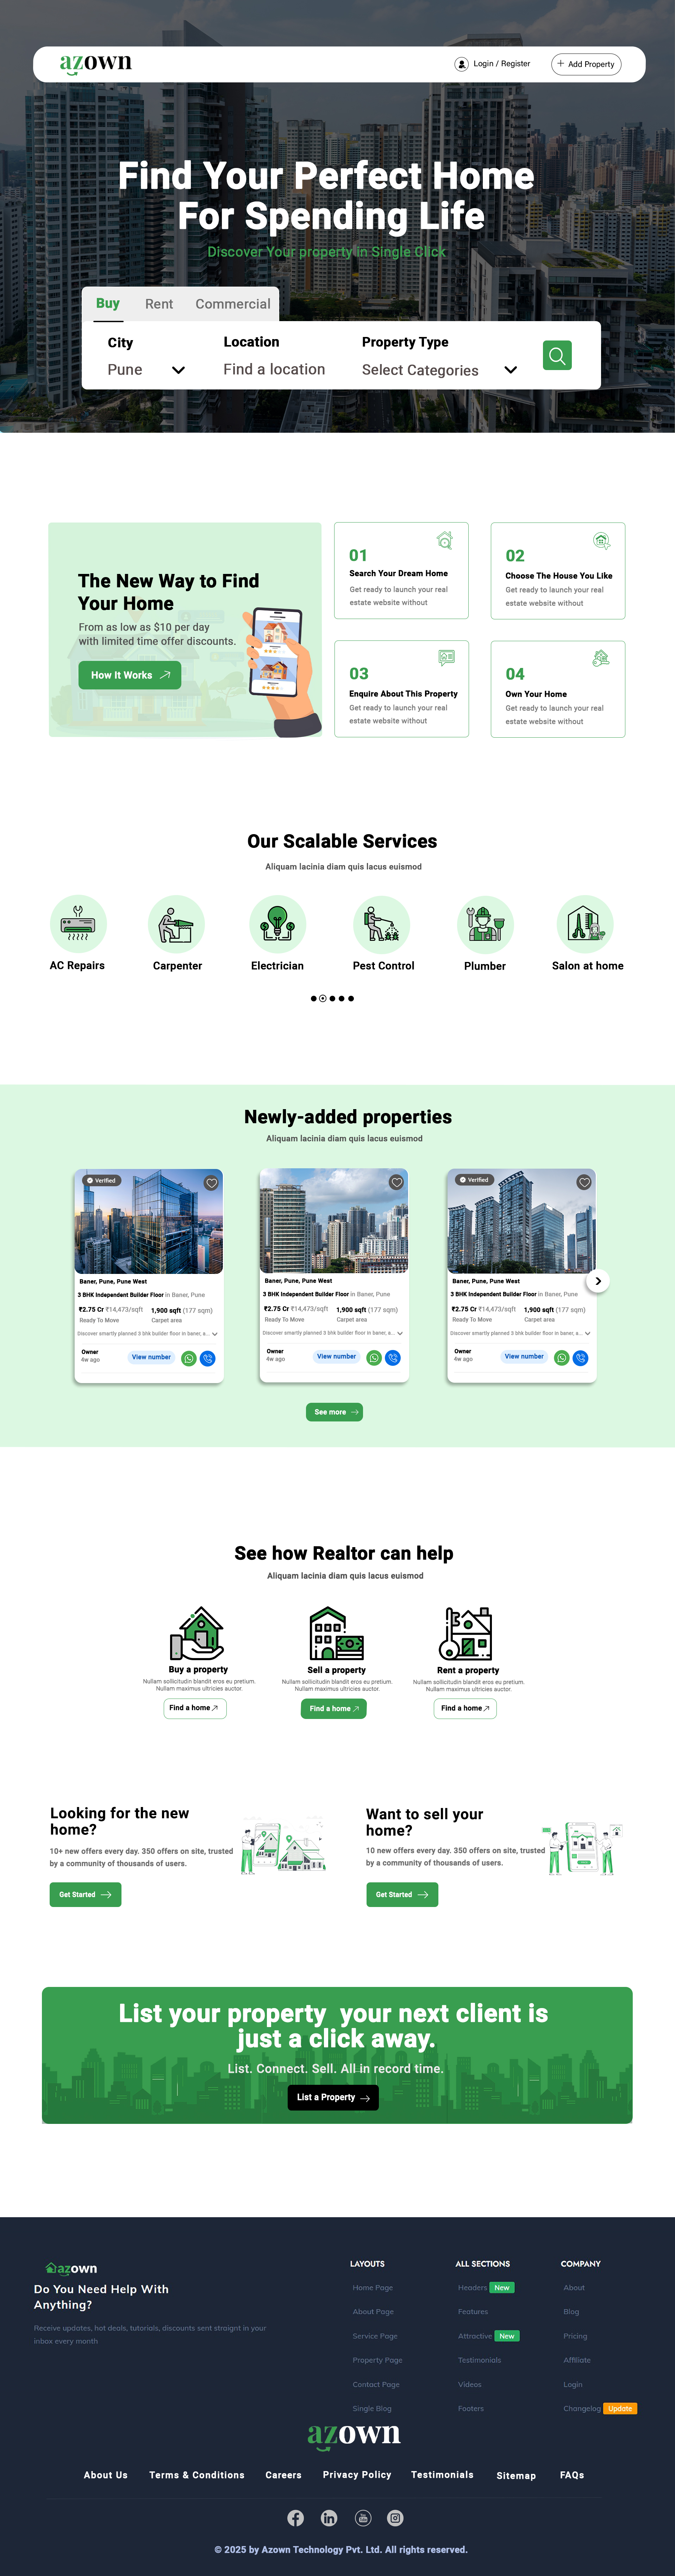 azown
Login / Register
Add Property
Find Your Perfect Home
For Spending Life
Discover Your property in Single Click
Buy
Rent
Commercial
City
Location
Property Type
Pune
Find a location
Select Categories
The New Way to Find
Your Home
From as low as $10 per day
with limited time offer discounts.
How It Works
01
Search Your Dream Home
Get ready to launch your real
estate website without
02
Choose The House You Like
Get ready to launch your real
estate website without
03
Enquire About This Property
Get ready to launch your real
estate website without
04
Own Your Home
Get ready to launch your real
estate website without
Our Scalable Services
Aliquam lacinia diam quis lacus euismod
AC Repairs
Carpenter
Electrician
Pest Control
Plumber
Salon at home
Newly-added properties
Aliquam lacinia diam quis lacus euismod
Verified
Baner, Pune, Pune West
3 BHK Independent Builder Floor in Baner, Pune
₹2.75 Cr ₹14,473/sqft 1,900 sqft (177 sqm)
Ready To Move Carpet area
Discover smartly planned 3 bhk builder floor in baner, a...
Owner
4w ago
View number
Baner, Pune, Pune West
3 BHK Independent Builder Floor in Baner, Pune
₹2.75 Cr ₹14,473/sqft 1,900 sqft (177 sqm)
Ready To Move Carpet area
Discover smartly planned 3 bhk builder floor in baner, a...
Owner
4w ago
View number
Verified
Baner, Pune, Pune West
3 BHK Independent Builder Floor in Baner, Pune
₹2.75 Cr ₹14,473/sqft 1,900 sqft (177 sqm)
Ready To Move Carpet area
Discover smartly planned 3 bhk builder floor in baner, a...
Owner
4w ago
View number
See more
See how Realtor can help
Aliquam lacinia diam quis lacus euismod
Buy a property
Nullam sollicitudin blandit eros eu pretium.
Nullam maximus ultricies auctor.
Find a home
Sell a property
Nullam sollicitudin blandit eros eu pretium.
Nullam maximus ultricies auctor.
Find a home
Rent a property
Nullam sollicitudin blandit eros eu pretium.
Nullam maximus ultricies auctor.
Find a home
Looking for the new
home?
10+ new offers every day. 350 offers on site, trusted
by a community of thousands of users.
Get Started
Want to sell your
home?
10 new offers every day. 350 offers on site, trusted
by a community of thousands of users.
Get Started
List your property your next client is
just a click away.
List. Connect. Sell. All in record time.
List a Property
azown
Do You Need Help With
Anything?
Receive updates, hot deals, tutorials, discounts sent straignt in your
inbox every month
LAYOUTS
Home Page
About Page
Service Page
Property Page
Contact Page
Single Blog
ALL SECTIONS
Headers New
Features
Attractive New
Testimonials
Videos
Footers
COMPANY
About
Blog
Pricing
Affiliate
Login
Changelog Update
azown
About Us
Terms & Conditions
Careers
Privacy Policy
Testimonials
Sitemap
FAQs
© 2025 by Azown Technology Pvt. Ltd. All rights reserved.